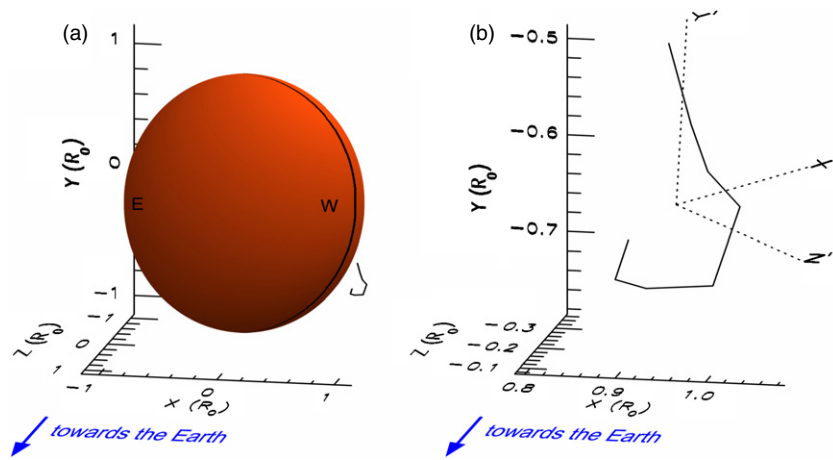 (a)
1
0
-1
Y (R₀)
E
W
-1
0
1
Z (R₀)
-1
0
1
X (R₀)
towards the Earth
(b)
-0.5
-0.6
-0.7
Y (R₀)
Y'
X
Z'
-0.3
-0.2
-0.1
Z (R₀)
0.8
0.9
1.0
X (R₀)
towards the Earth